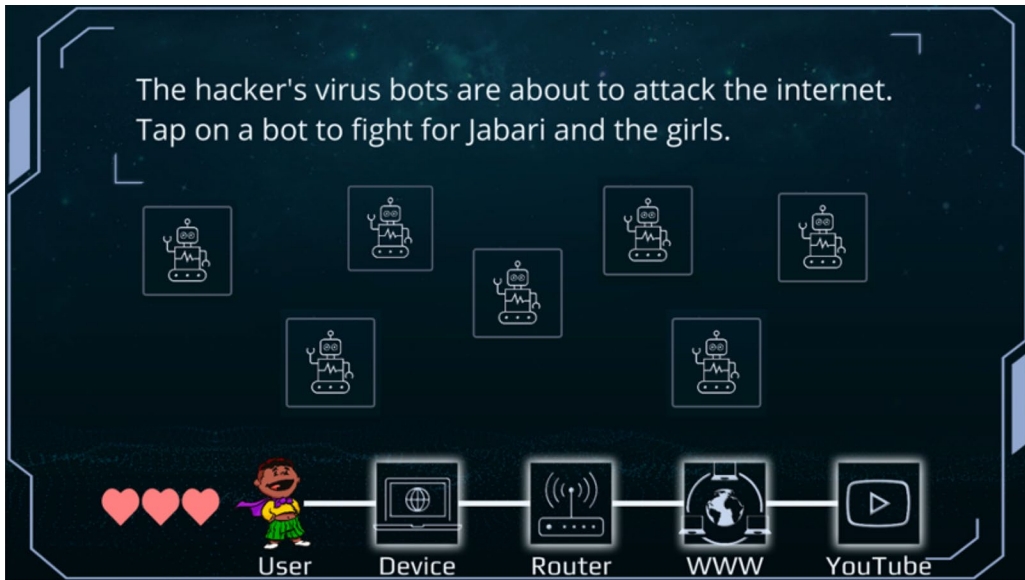 The hacker's virus bots are about to attack the internet.
Tap on a bot to fight for Jabari and the girls.
User Device Router WWW YouTube